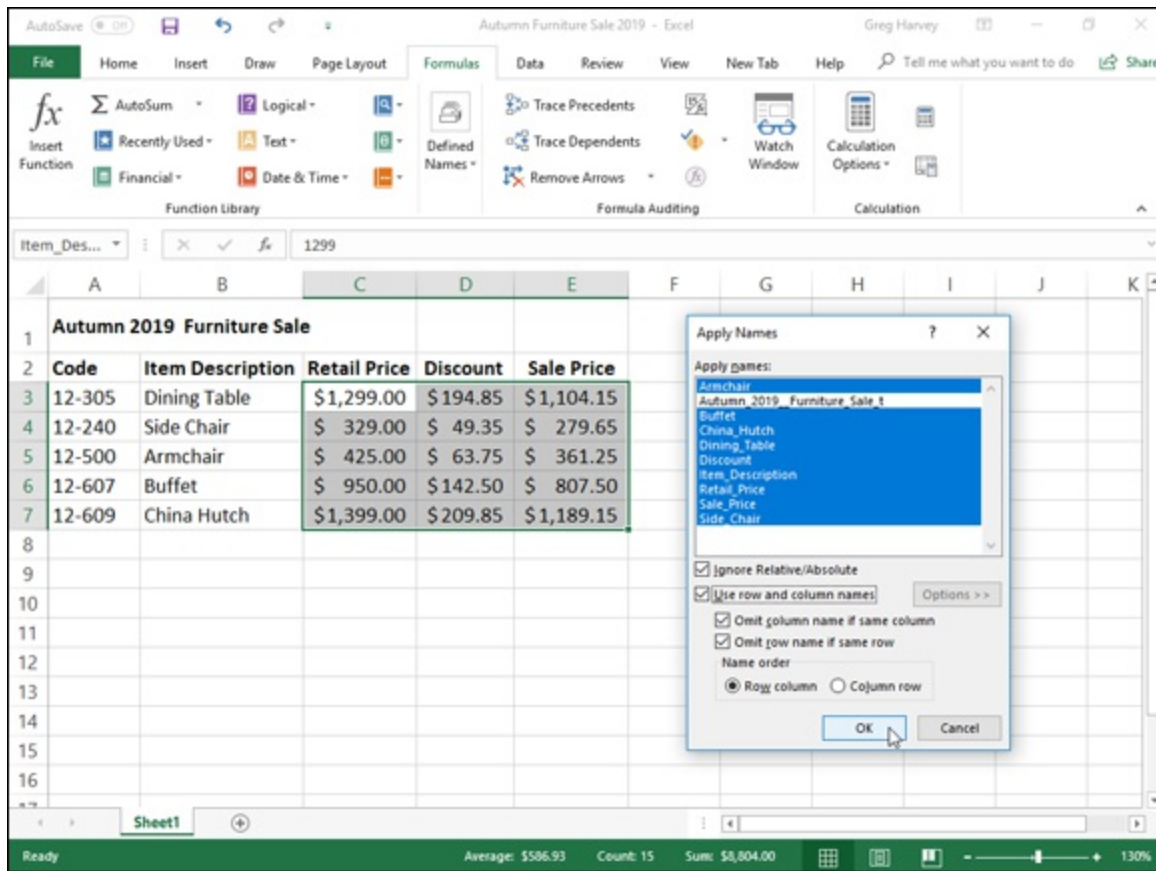 AutoSave Off Autumn Furniture Sale 2019 - Excel Greg Harvey
File Home Insert Draw Page Layout Formulas Data Review View New Tab Help Tell me what you want to do Share
fx Insert Function
Σ AutoSum
Recently Used
Financial
Logical
Text
Date & Time
Function Library
Defined Names
Trace Precedents
Trace Dependents
Remove Arrows
Watch Window
Formula Auditing
Calculation Options
Calculation
Item_Des... fx 1299
A B C D E F G H I J K
1 Autumn 2019 Furniture Sale
2 Code Item Description Retail Price Discount Sale Price
3 12-305 Dining Table $1,299.00 $194.85 $1,104.15
4 12-240 Side Chair $ 329.00 $ 49.35 $ 279.65
5 12-500 Armchair $ 425.00 $ 63.75 $ 361.25
6 12-607 Buffet $ 950.00 $142.50 $ 807.50
7 12-609 China Hutch $1,399.00 $209.85 $1,189.15
8
9
10
11
12
13
14
15
16
17
Apply Names ? ×
Apply names:
Armchair
Autumn_2019__Furniture_Sale_t
Buffet
China_Hutch
Dining_Table
Discount
Item_Description
Retail_Price
Sale_Price
Side_Chair
Ignore Relative/Absolute
Use row and column names Options >>
Omit column name if same column
Omit row name if same row
Name order
Row column Column row
OK Cancel
Sheet1
Ready Average: $586.93 Count: 15 Sum: $8,804.00 130%